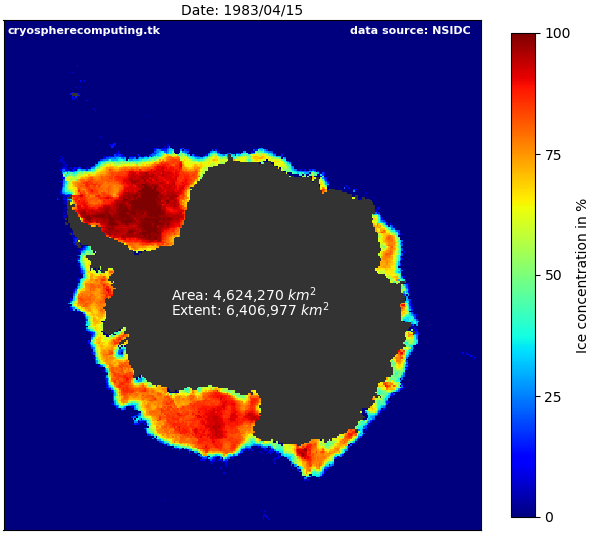 Date: 1983/04/15
cryospherecomputing.tk
data source: NSIDC
Area: 4,624,270 km²
Extent: 6,406,977 km²
100
75
50
25
0
Ice concentration in %